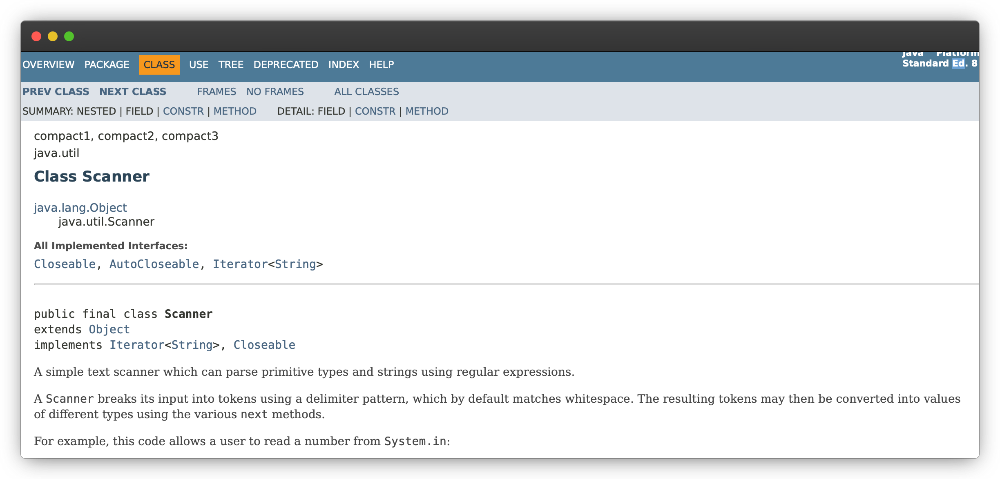 OVERVIEW PACKAGE CLASS USE TREE DEPRECATED INDEX HELP
Java™ Platform
Standard Ed. 8
PREV CLASS NEXT CLASS FRAMES NO FRAMES ALL CLASSES
SUMMARY: NESTED | FIELD | CONSTR | METHOD DETAIL: FIELD | CONSTR | METHOD
compact1, compact2, compact3
java.util
Class Scanner
java.lang.Object
java.util.Scanner
All Implemented Interfaces:
Closeable, AutoCloseable, Iterator<String>
public final class Scanner
extends Object
implements Iterator<String>, Closeable
A simple text scanner which can parse primitive types and strings using regular expressions.
A Scanner breaks its input into tokens using a delimiter pattern, which by default matches whitespace. The resulting tokens may then be converted into values
of different types using the various next methods.
For example, this code allows a user to read a number from System.in: